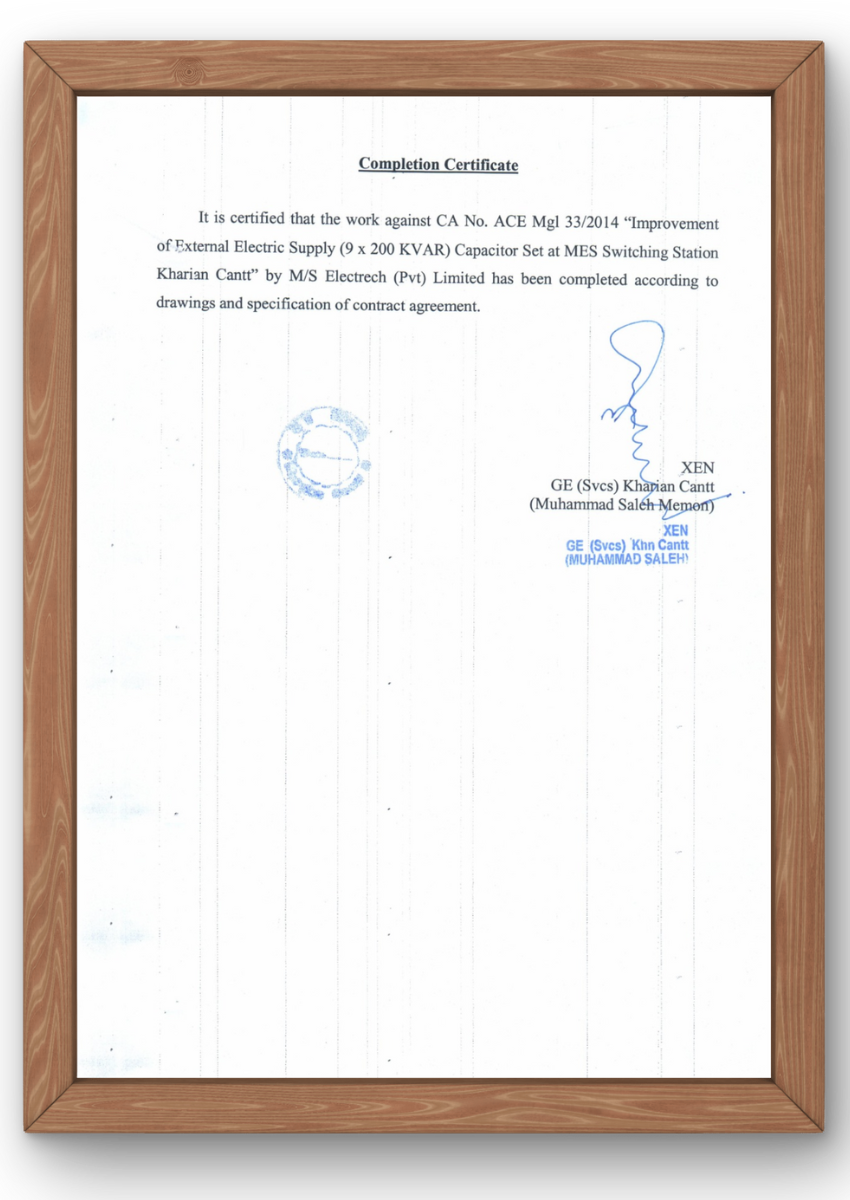 Completion Certificate
It is certified that the work against CA No. ACE Mgl 33/2014 “Improvement
of External Electric Supply (9 x 200 KVAR) Capacitor Set at MES Switching Station
Kharian Cantt” by M/S Electrech (Pvt) Limited has been completed according to
drawings and specification of contract agreement.
XEN
GE (Svcs) Kharian Cantt
(Muhammad Saleh Memon)
XEN
GE (Svcs) Khn Cantt
(MUHAMMAD SALEH)